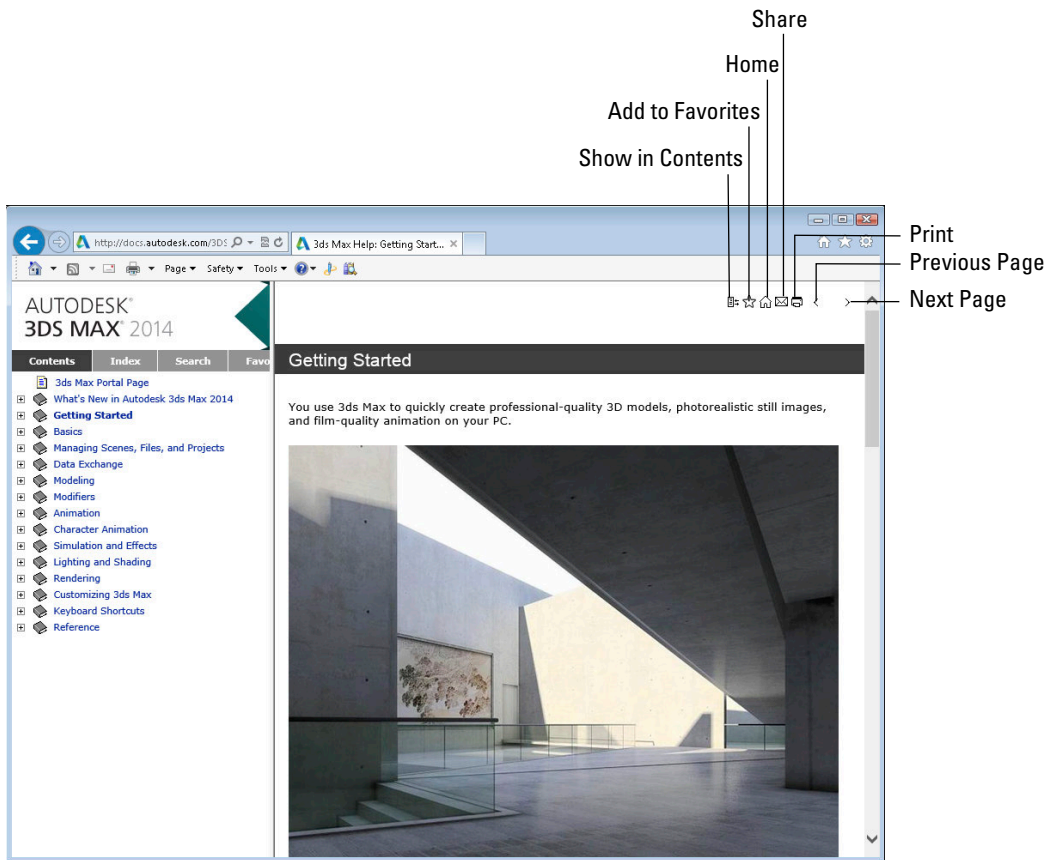 Share
Home
Add to Favorites
Show in Contents
Print
Previous Page
Next Page
http://docs.autodesk.com/3DS
3ds Max Help: Getting Start...
Page
Safety
Tools
AUTODESK®
3DS MAX® 2014
Contents Index Search Favo
3ds Max Portal Page
What's New in Autodesk 3ds Max 2014
Getting Started
Basics
Managing Scenes, Files, and Projects
Data Exchange
Modeling
Modifiers
Animation
Character Animation
Simulation and Effects
Lighting and Shading
Rendering
Customizing 3ds Max
Keyboard Shortcuts
Reference
Getting Started
You use 3ds Max to quickly create professional-quality 3D models, photorealistic still images,
and film-quality animation on your PC.